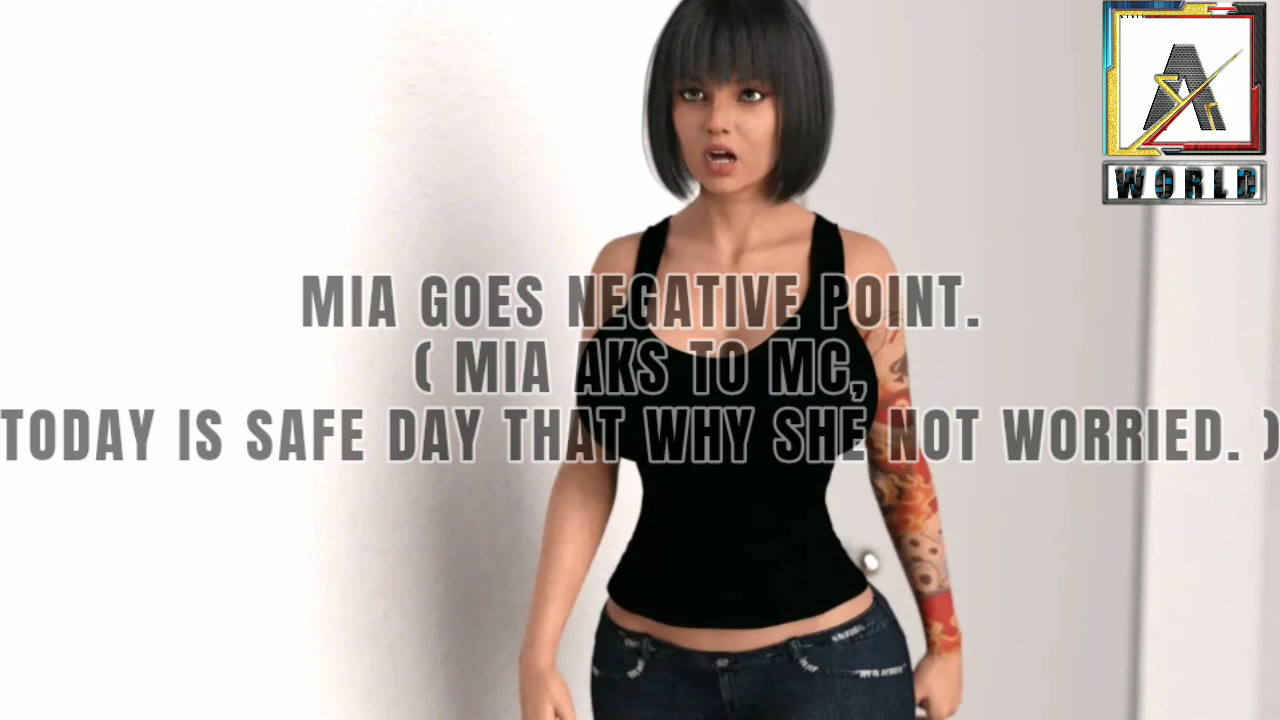 MIA GOES NEGATIVE POINT.
( MIA AKS TO MC,
TODAY IS SAFE DAY THAT WHY SHE NOT WORRIED. )
WORLD